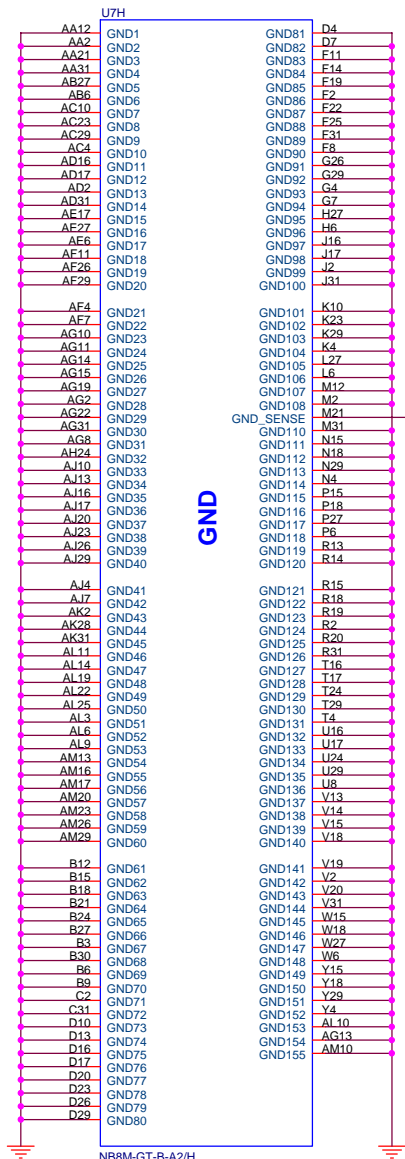 U7H
AA12 GND1 GND81 D4
AA2 GND2 GND82 D7
AA21 GND3 GND83 F11
AA31 GND4 GND84 F14
AB27 GND5 GND85 F19
AB6 GND6 GND86 F2
AC10 GND7 GND87 F22
AC23 GND8 GND88 F25
AC29 GND9 GND89 F31
AC4 GND10 GND90 F8
AD16 GND11 GND91 G26
AD17 GND12 GND92 G29
AD2 GND13 GND93 G4
AD31 GND14 GND94 G7
AE17 GND15 GND95 H27
AE27 GND16 GND96 H6
AE6 GND17 GND97 J16
AF11 GND18 GND98 J17
AF26 GND19 GND99 J2
AF29 GND20 GND100 J31
AF4 GND21 GND101 K10
AF7 GND22 GND102 K23
AG10 GND23 GND103 K29
AG11 GND24 GND104 K4
AG14 GND25 GND105 L27
AG15 GND26 GND106 L6
AG19 GND27 GND107 M12
AG2 GND28 GND108 M2
AG22 GND29 GND_SENSE M21
AG31 GND30 GND110 M31
AG8 GND31 GND111 N15
AH24 GND32 GND112 N18
AJ10 GND33 GND113 N29
AJ13 GND34 GND114 N4
AJ16 GND35 GND115 P15
AJ17 GND36 GND116 P18
AJ20 GND37 GND117 P27
AJ23 GND38 GND118 P6
AJ26 GND39 GND119 R13
AJ29 GND40 GND120 R14
GND
AJ4 GND41 GND121 R15
AJ7 GND42 GND122 R18
AK2 GND43 GND123 R19
AK28 GND44 GND124 R2
AK31 GND45 GND125 R20
AL11 GND46 GND126 R31
AL14 GND47 GND127 T16
AL19 GND48 GND128 T17
AL22 GND49 GND129 T24
AL25 GND50 GND130 T29
AL3 GND51 GND131 T4
AL6 GND52 GND132 U16
AL9 GND53 GND133 U17
AM13 GND54 GND134 U24
AM16 GND55 GND135 U29
AM17 GND56 GND136 U8
AM20 GND57 GND137 V13
AM23 GND58 GND138 V14
AM26 GND59 GND139 V15
AM29 GND60 GND140 V18
B12 GND61 GND141 V19
B15 GND62 GND142 V2
B18 GND63 GND143 V20
B21 GND64 GND144 V31
B24 GND65 GND145 W15
B27 GND66 GND146 W18
B3 GND67 GND147 W27
B30 GND68 GND148 W6
B6 GND69 GND149 Y15
B9 GND70 GND150 Y18
C2 GND71 GND151 Y29
C31 GND72 GND152 Y4
D10 GND73 GND153 AL10
D13 GND74 GND154 AG13
D16 GND75 GND155 AM10
D17 GND76
D20 GND77
D23 GND78
D26 GND79
D29 GND80
NB8M-GT-B-A2/H